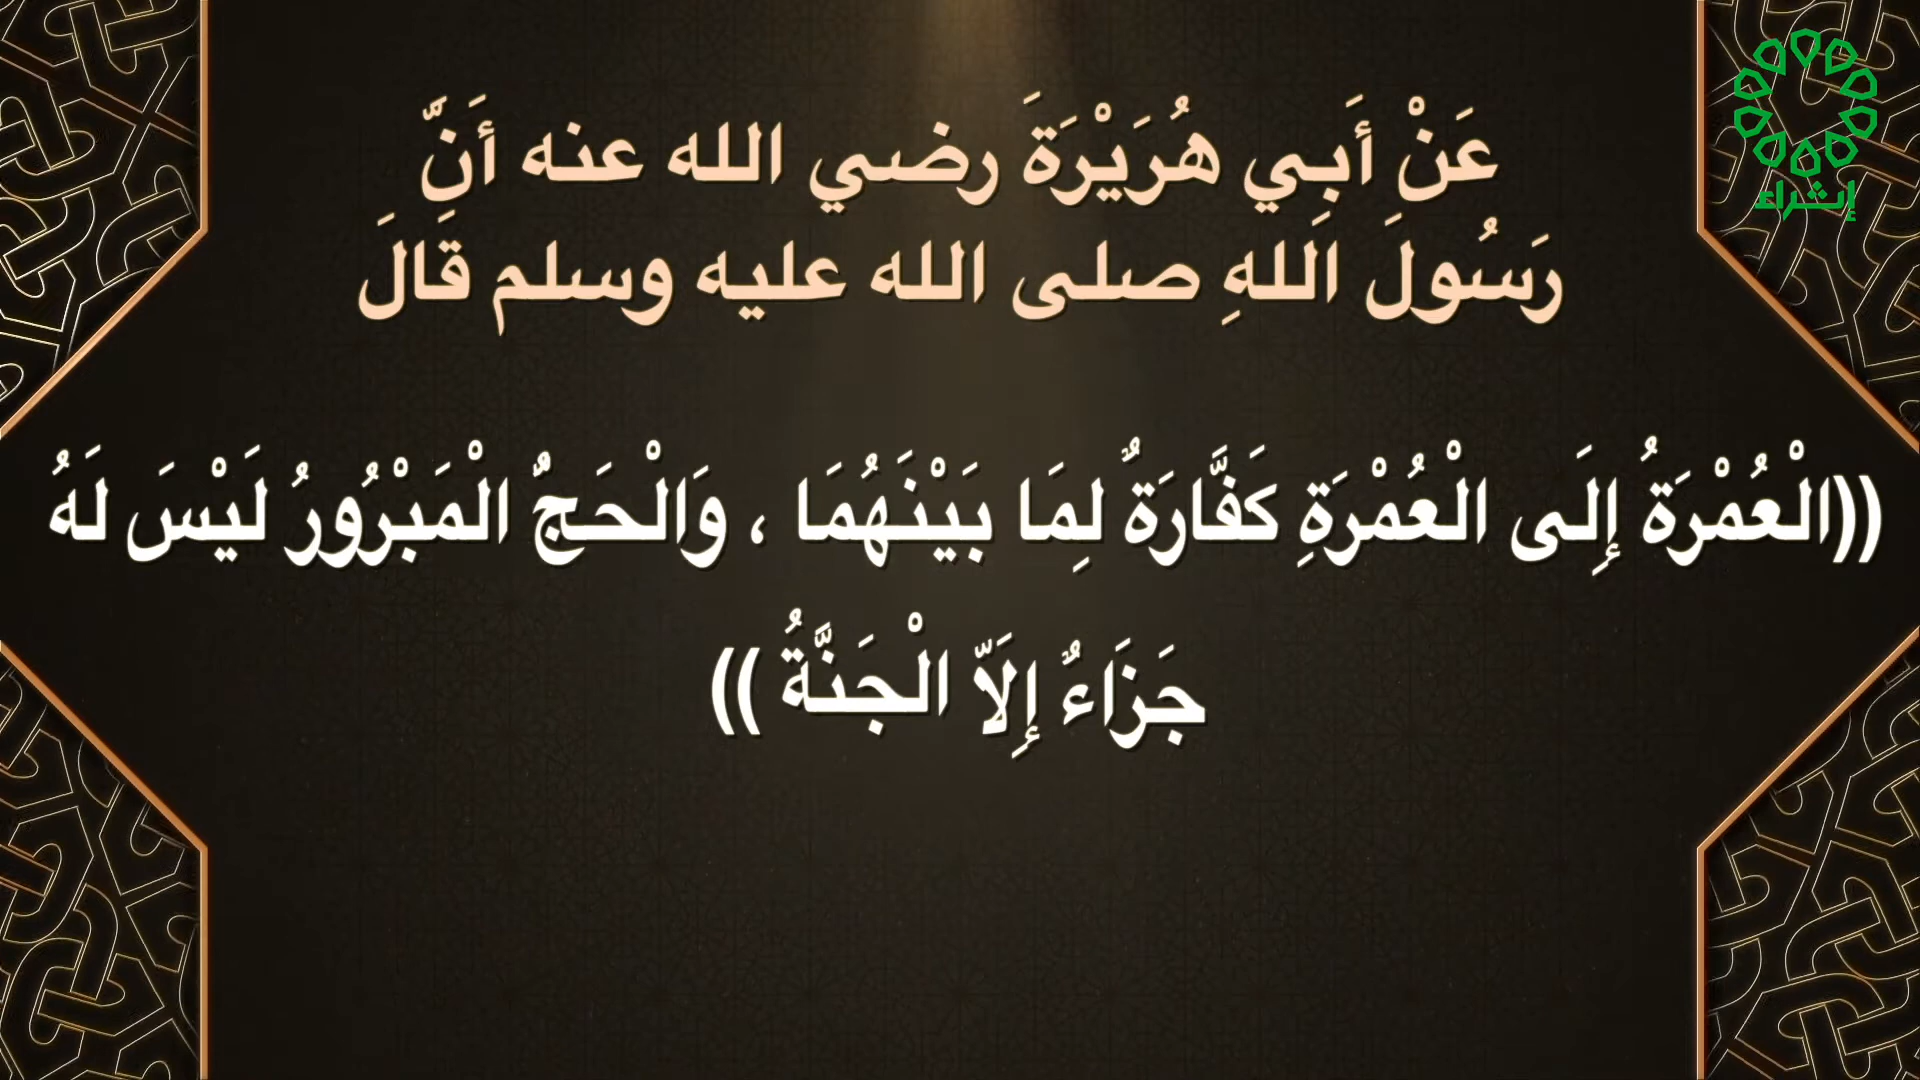 عَنْ أَبِي هُرَيْرَةَ رضي الله عنه أَنَّ
رَسُولَ اللهِ صلى الله عليه وسلم قَالَ
((الْعُمْرَةُ إِلَى الْعُمْرَةِ كَفَّارَةٌ لِمَا بَيْنَهُمَا ، وَالْحَجٌّ الْمَبْرُورُ لَيْسَ لَهُ
جَزَاءٌ إِلَاّ الْجَنَّةُ ))
إثراء